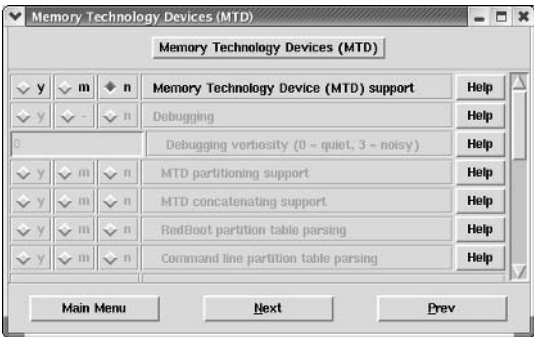 Memory Technology Devices (MTD)
Memory Technology Devices (MTD)
y m n Memory Technology Device (MTD) support Help
y - n Debugging Help
0 Debugging verbosity (0 = quiet, 3 = noisy) Help
y m n MTD partitioning support Help
y m n MTD concatenating support Help
y m n RedBoot partition table parsing Help
y m n Command line partition table parsing Help
Main Menu Next Prev